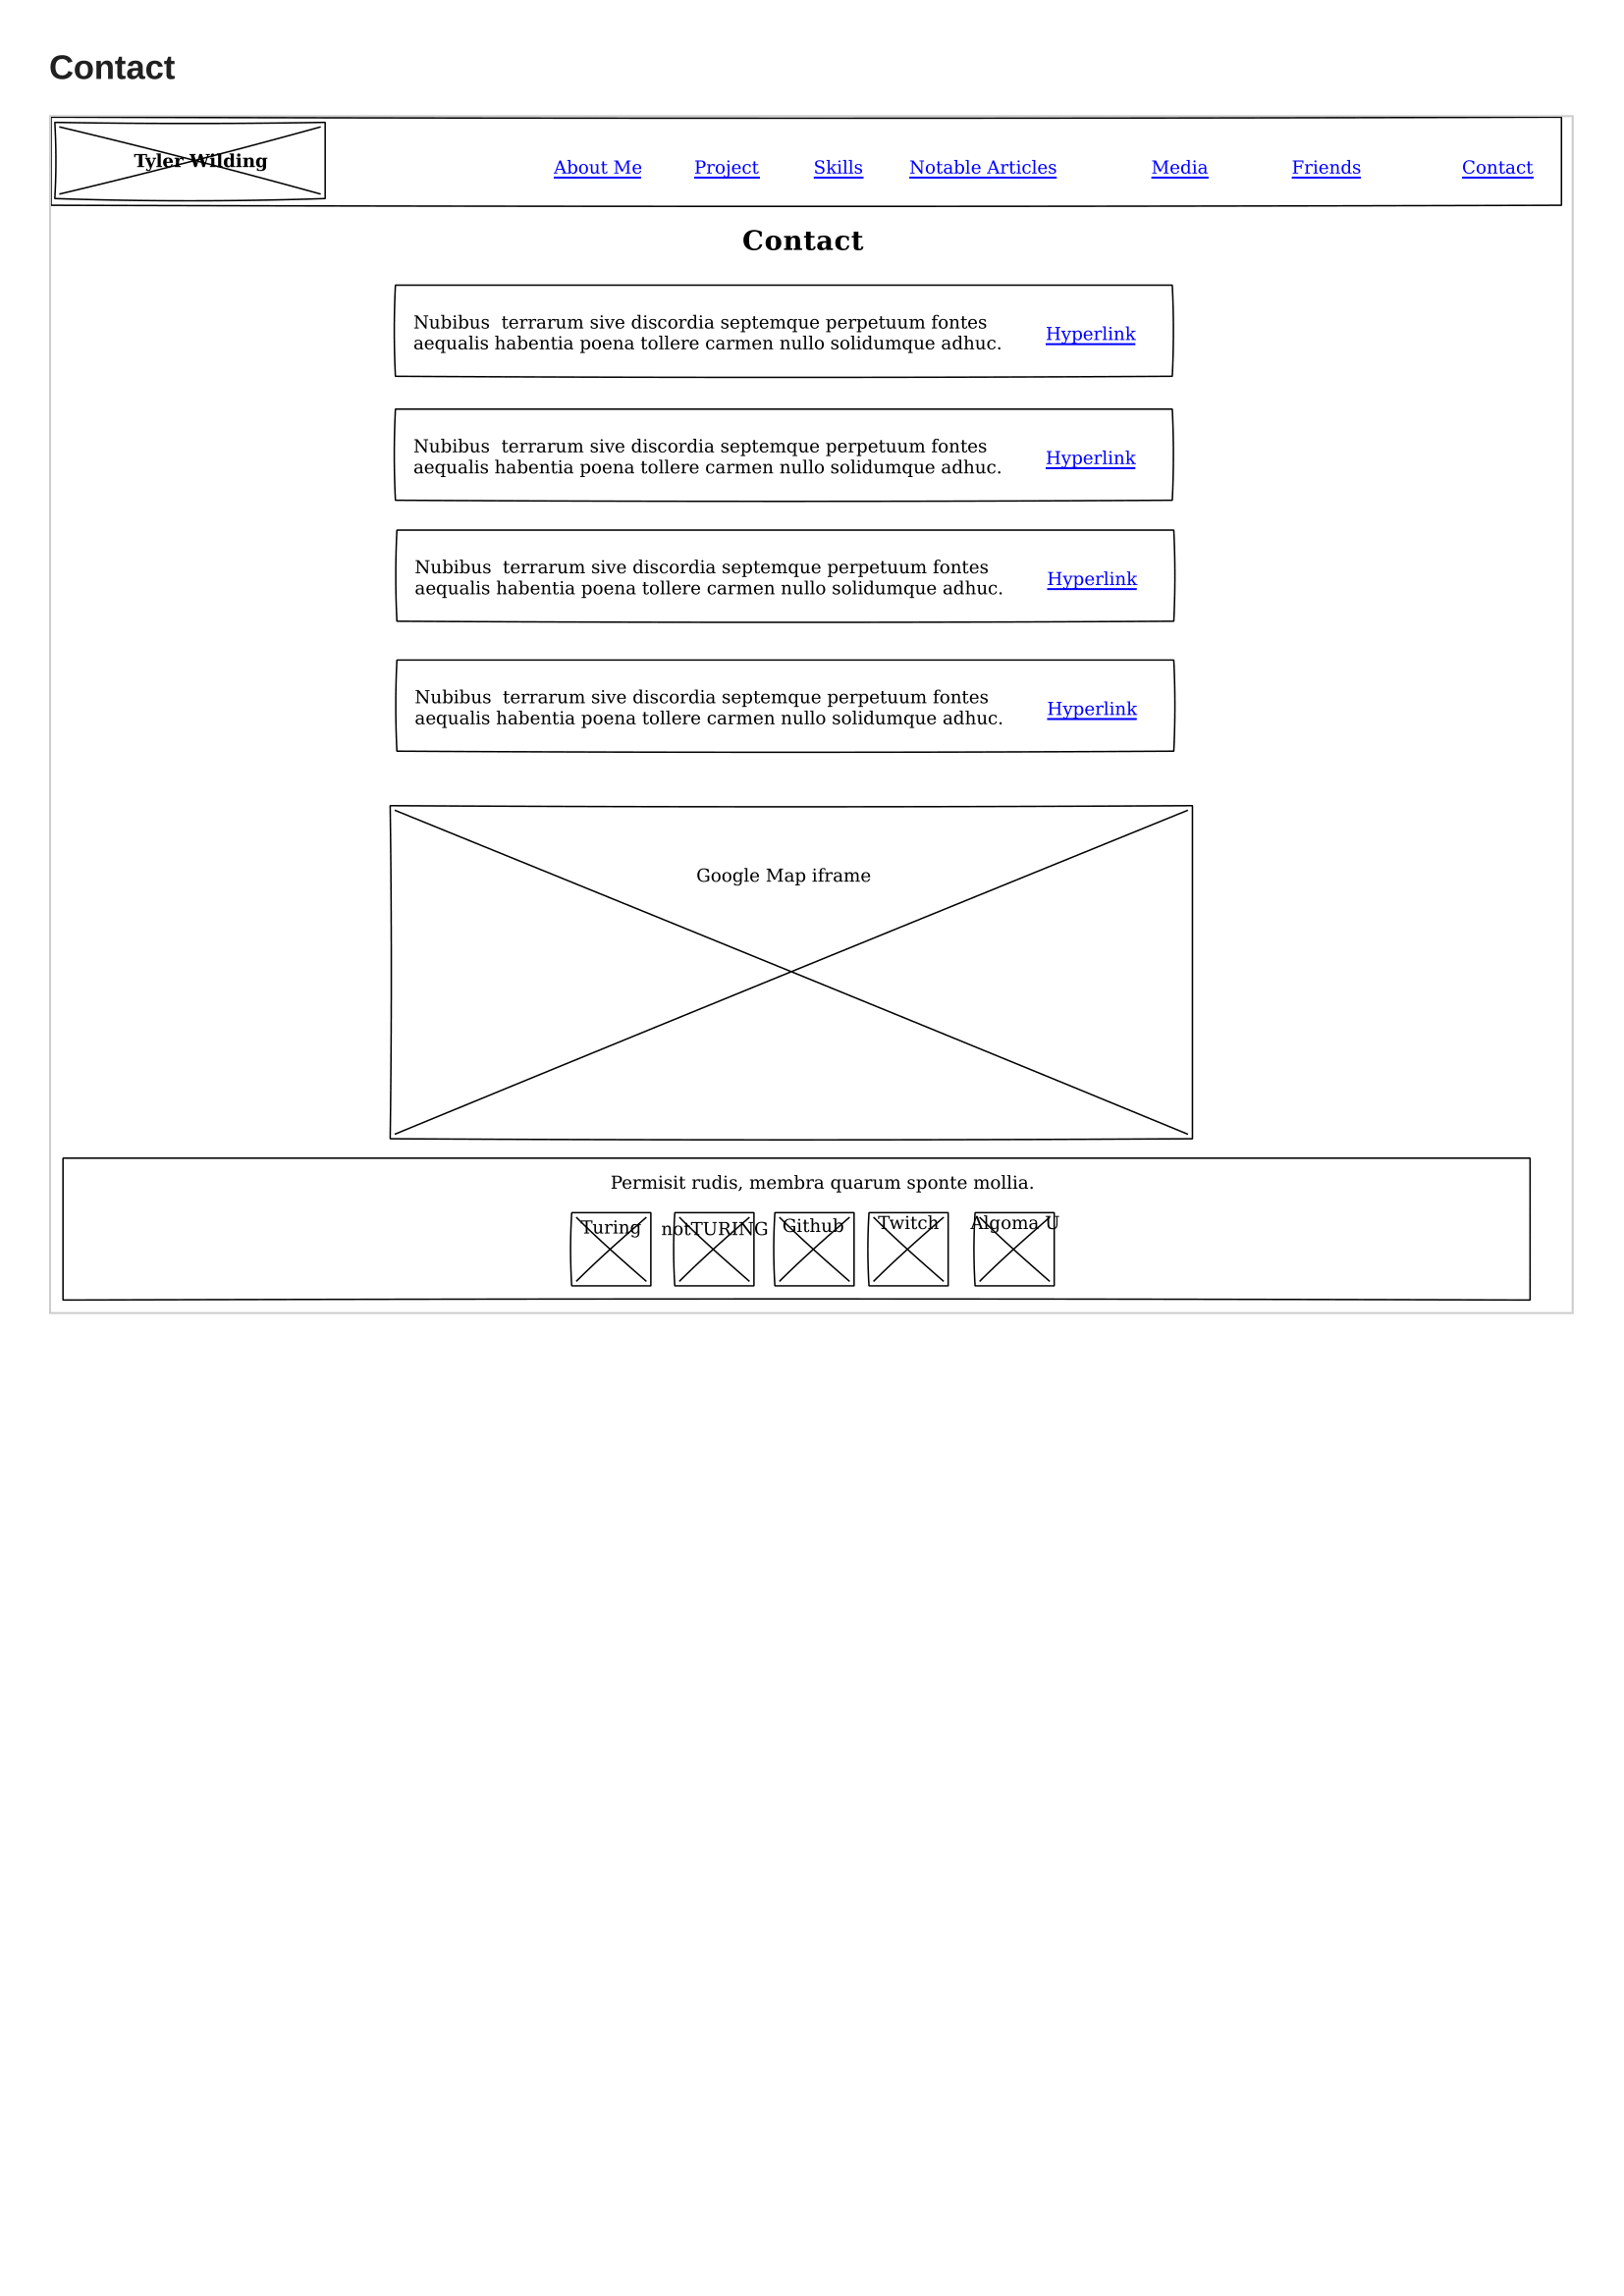 Contact
Tyler Wilding
About Me Project Skills Notable Articles Media Friends Contact
Contact
Nubibus  terrarum sive discordia septemque perpetuum fontes
aequalis habentia poena tollere carmen nullo solidumque adhuc.
Hyperlink
Nubibus  terrarum sive discordia septemque perpetuum fontes
aequalis habentia poena tollere carmen nullo solidumque adhuc.
Hyperlink
Nubibus  terrarum sive discordia septemque perpetuum fontes
aequalis habentia poena tollere carmen nullo solidumque adhuc.
Hyperlink
Nubibus  terrarum sive discordia septemque perpetuum fontes
aequalis habentia poena tollere carmen nullo solidumque adhuc.
Hyperlink
Google Map iframe
Permisit rudis, membra quarum sponte mollia.
Turing notTURING Github Twitch Algoma U